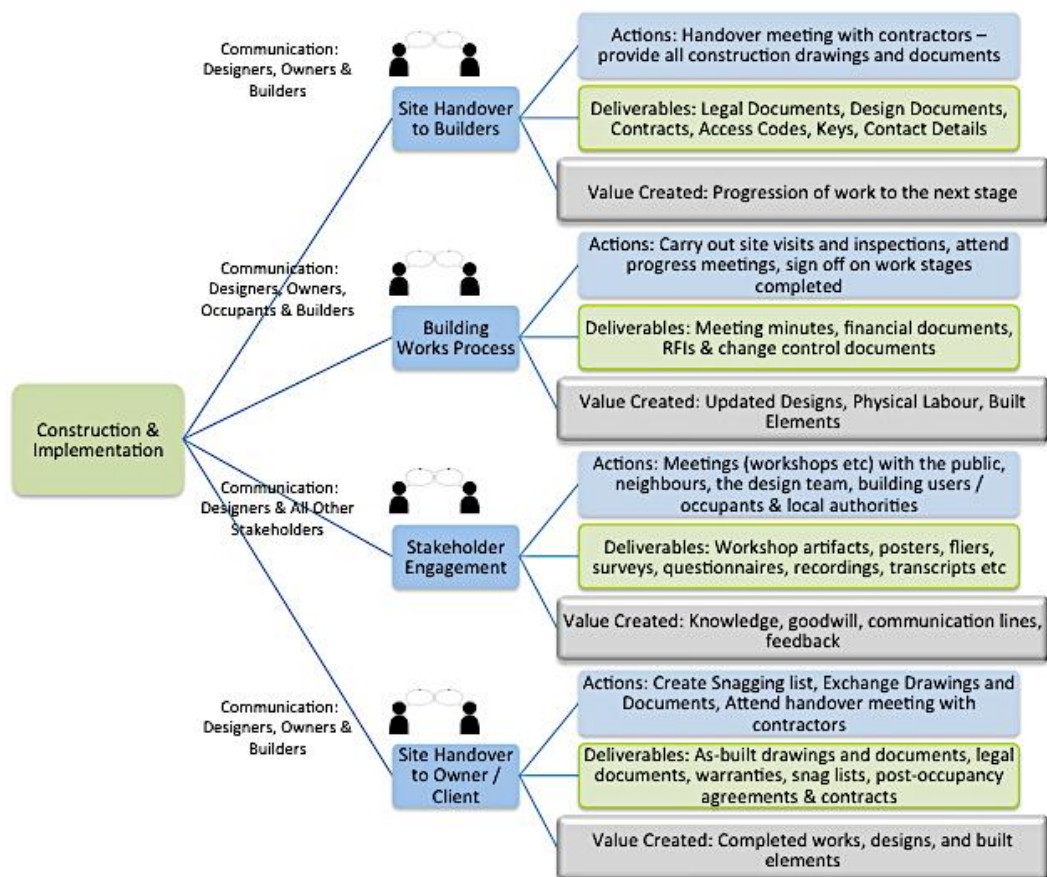 Communication:
Designers, Owners &
Builders
Site Handover
to Builders
Actions: Handover meeting with contractors –
provide all construction drawings and documents
Deliverables: Legal Documents, Design Documents,
Contracts, Access Codes, Keys, Contact Details
Value Created: Progression of work to the next stage
Communication:
Designers, Owners,
Occupants & Builders
Building
Works Process
Actions: Carry out site visits and inspections, attend
progress meetings, sign off on work stages
completed
Deliverables: Meeting minutes, financial documents,
RFIs & change control documents
Value Created: Updated Designs, Physical Labour, Built
Elements
Construction &
Implementation
Communication:
Designers & All Other
Stakeholders
Stakeholder
Engagement
Actions: Meetings (workshops etc) with the public,
neighbours, the design team, building users /
occupants & local authorities
Deliverables: Workshop artifacts, posters, fliers,
surveys, questionnaires, recordings, transcripts etc
Value Created: Knowledge, goodwill, communication lines,
feedback
Communication:
Designers, Owners &
Builders
Site Handover
to Owner /
Client
Actions: Create Snagging list, Exchange Drawings and
Documents, Attend handover meeting with
contractors
Deliverables: As-built drawings and documents, legal
documents, warranties, snag lists, post-occupancy
agreements & contracts
Value Created: Completed works, designs, and built
elements